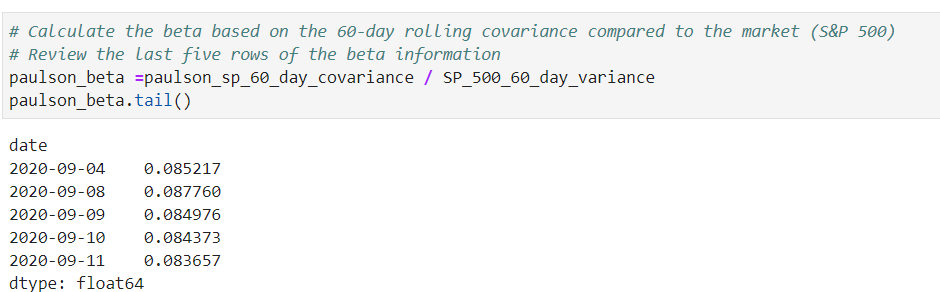 # Calculate the beta based on the 60-day rolling covariance compared to the market (S&P 500)
# Review the last five rows of the beta information
paulson_beta =paulson_sp_60_day_covariance / SP_500_60_day_variance
paulson_beta.tail()
date
2020-09-04    0.085217
2020-09-08    0.087760
2020-09-09    0.084976
2020-09-10    0.084373
2020-09-11    0.083657
dtype: float64